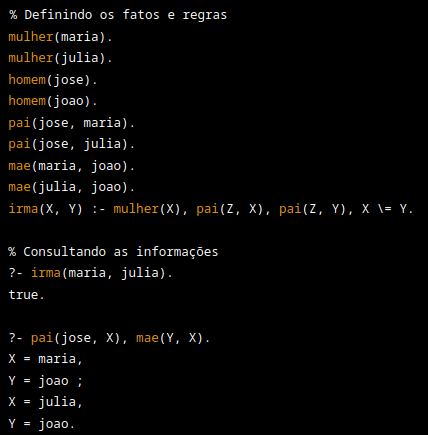 % Definindo os fatos e regras
mulher(maria).
mulher(julia).
homem(jose).
homem(joao).
pai(jose, maria).
pai(jose, julia).
mae(maria, joao).
mae(julia, joao).
irma(X, Y) :- mulher(X), pai(Z, X), pai(Z, Y), X \= Y.
% Consultando as informações
?- irma(maria, julia).
true.
?- pai(jose, X), mae(Y, X).
X = maria,
Y = joao ;
X = julia,
Y = joao.